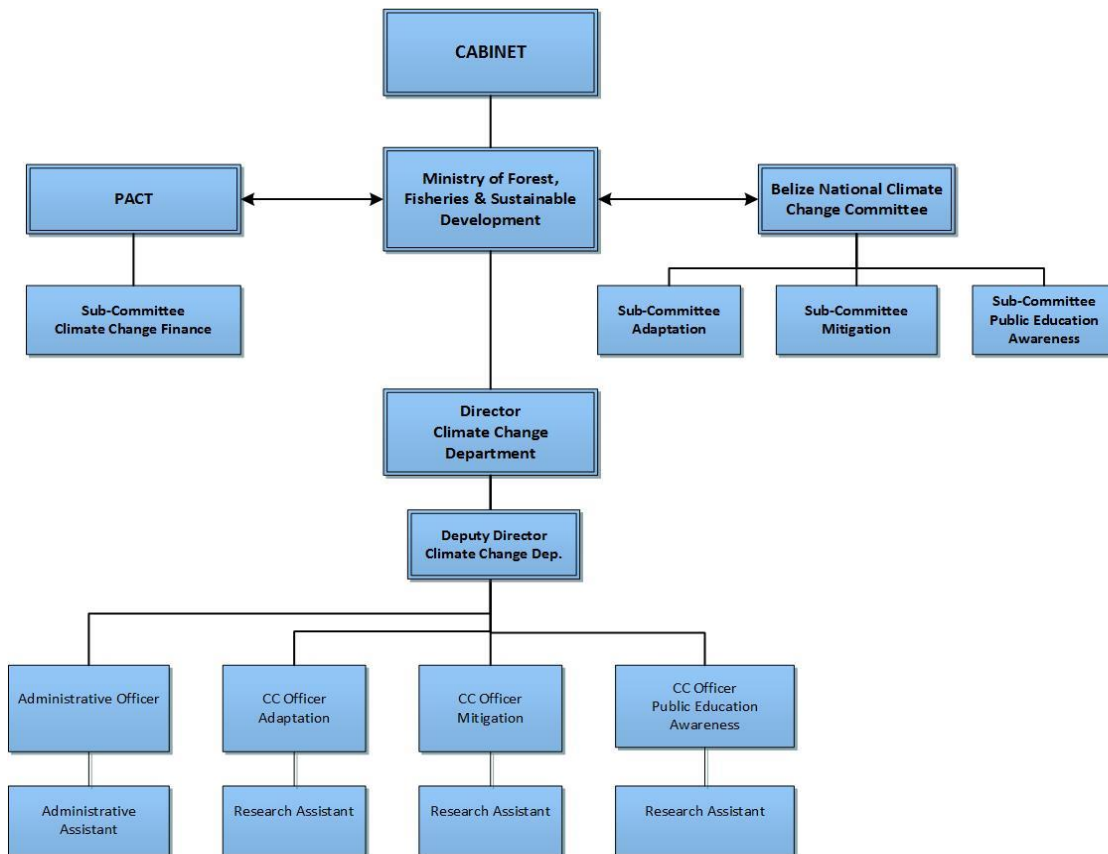 CABINET
PACT
Ministry of Forest,
Fisheries & Sustainable
Development
Belize National Climate
Change Committee
Sub-Committee
Climate Change Finance
Sub-Committee
Adaptation
Sub-Committee
Mitigation
Sub-Committee
Public Education
Awareness
Director
Climate Change
Department
Deputy Director
Climate Change Dep.
Administrative Officer
CC Officer
Adaptation
CC Officer
Mitigation
CC Officer
Public Education
Awareness
Administrative
Assistant
Research Assistant
Research Assistant
Research Assistant